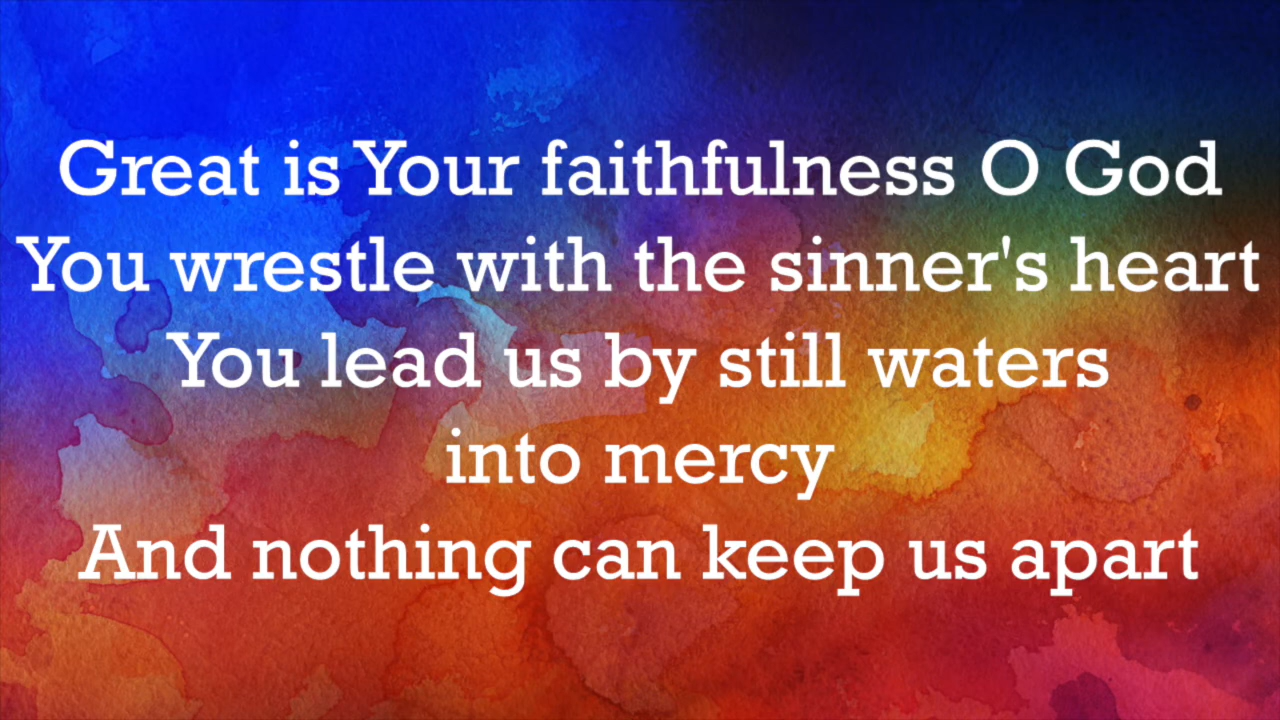 Great is Your faithfulness O God
You wrestle with the sinner's heart
You lead us by still waters
into mercy
And nothing can keep us apart